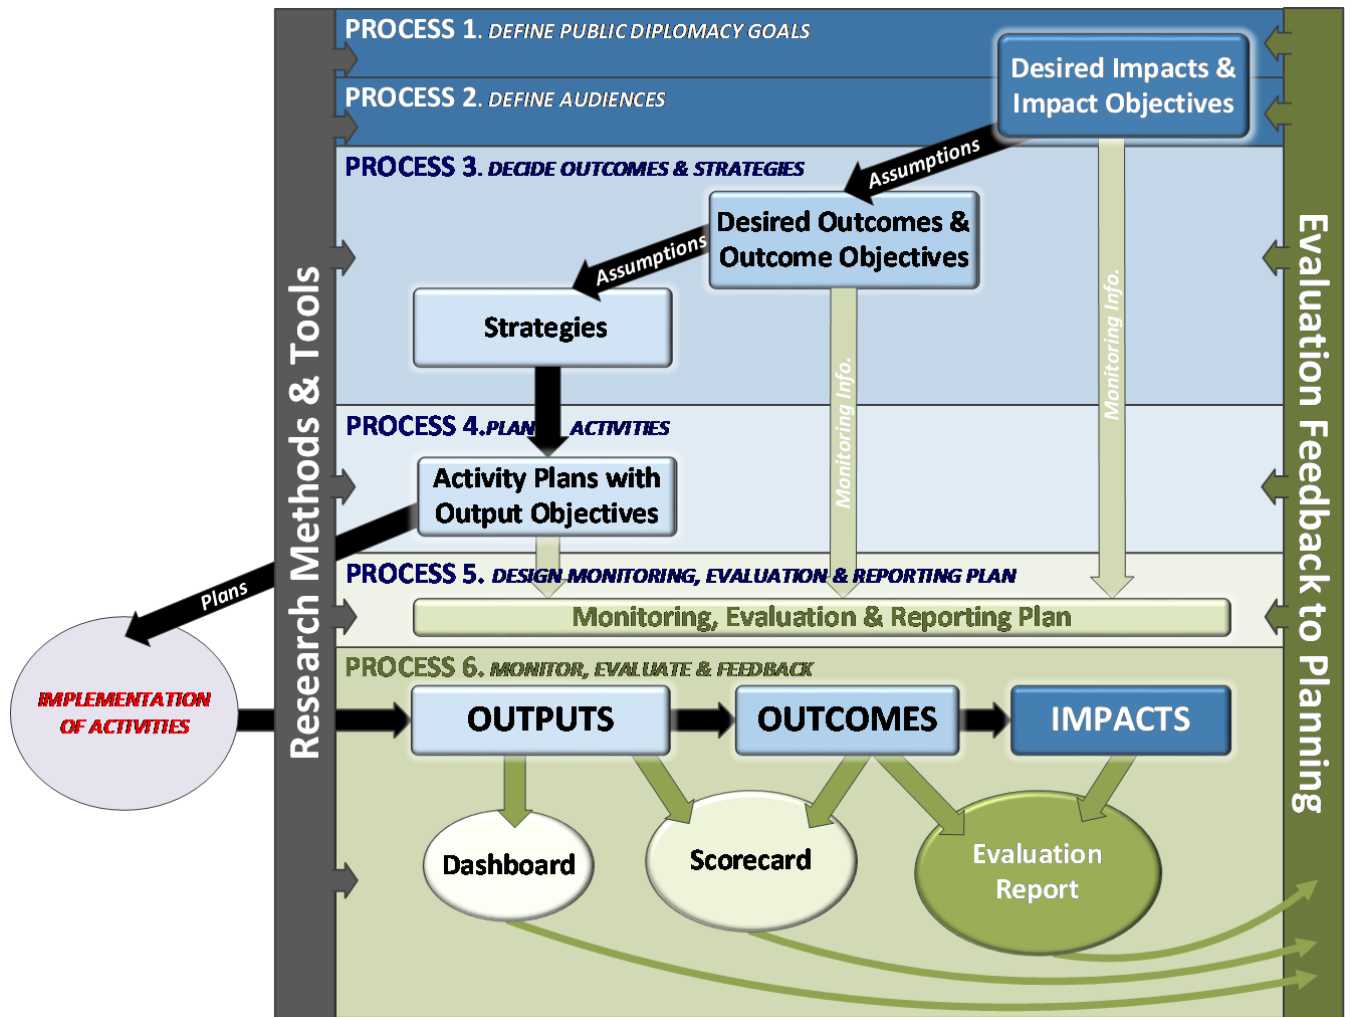 PROCESS 1. DEFINE PUBLIC DIPLOMACY GOALS
Desired Impacts &
Impact Objectives
PROCESS 2. DEFINE AUDIENCES
Assumptions
PROCESS 3. DECIDE OUTCOMES & STRATEGIES
Desired Outcomes &
Outcome Objectives
Assumptions
Strategies
Monitoring Info.
Monitoring Info.
PROCESS 4. PLAN ACTIVITIES
Activity Plans with
Output Objectives
Plans
PROCESS 5. DESIGN MONITORING, EVALUATION & REPORTING PLAN
Monitoring, Evaluation & Reporting Plan
PROCESS 6. MONITOR, EVALUATE & FEEDBACK
IMPLEMENTATION
OF ACTIVITIES
OUTPUTS
OUTCOMES
IMPACTS
Dashboard
Scorecard
Evaluation
Report
Research Methods & Tools
Evaluation Feedback to Planning